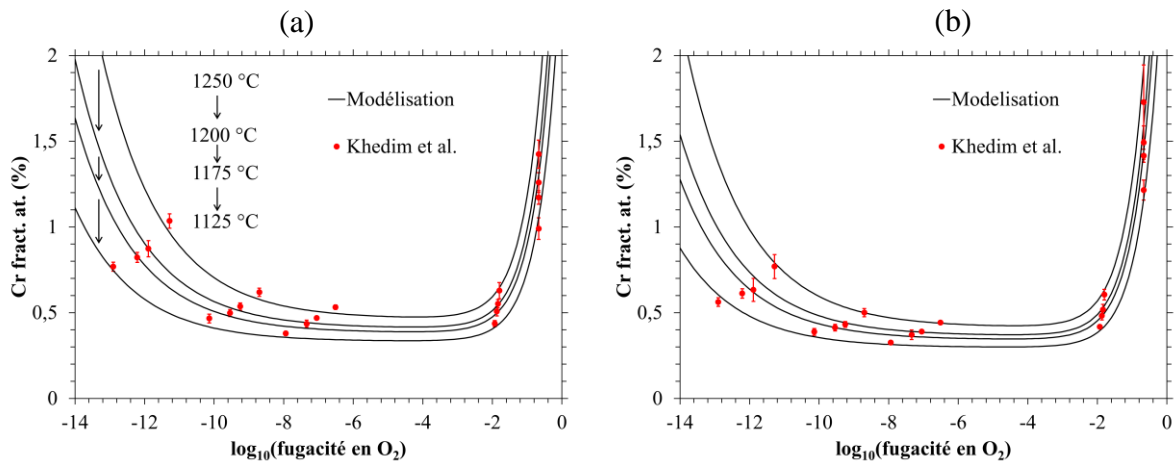 (a)
2
1,5
1
0,5
0
-14 -12 -10 -8 -6 -4 -2 0
Cr fract. at. (%)
log10(fugacité en O2)
1250 °C
1200 °C
1175 °C
1125 °C
Modélisation
Khedim et al.
(b)
2
1,5
1
0,5
0
-14 -12 -10 -8 -6 -4 -2 0
Cr fract. at. (%)
log10(fugacité en O2)
Modelisation
Khedim et al.